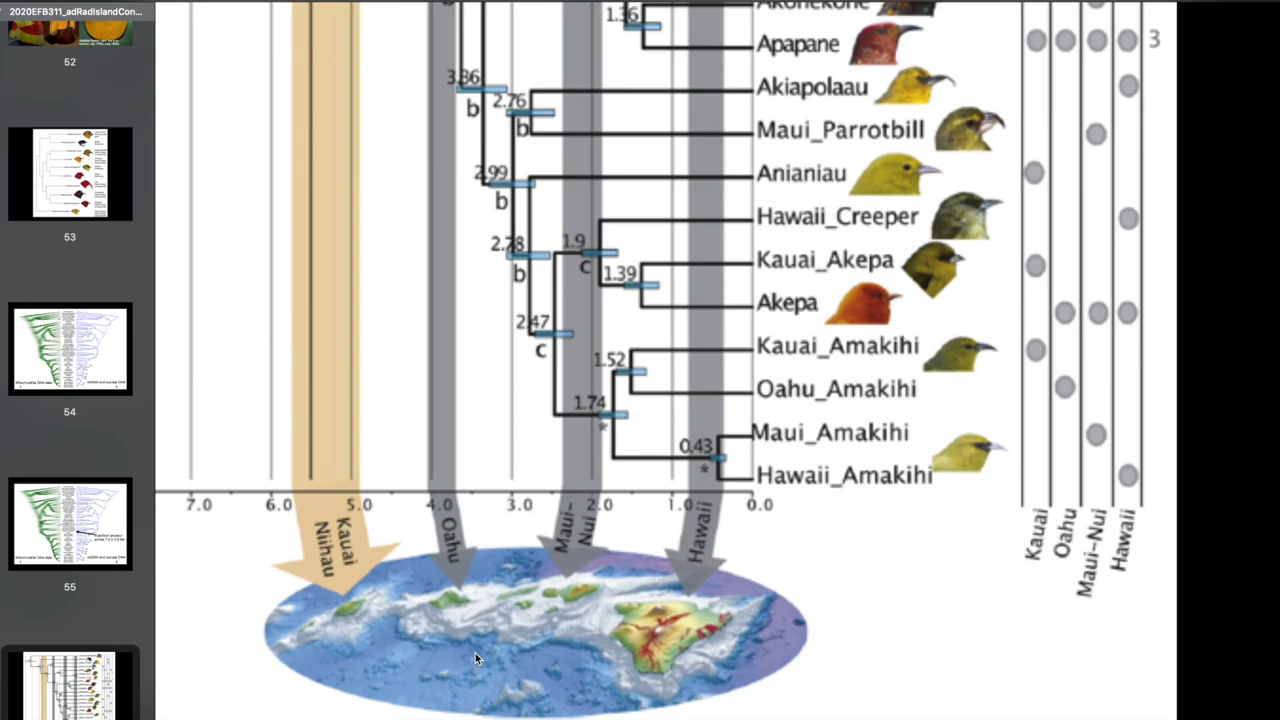 2020EFB311_adRadIslandCon...
52
53
54
55
b
1.36
Akohekohe
Apapane
3
3.36
b
Akiapolaau
2.76
b
Maui_Parrotbill
2.99
b
Anianiau
Hawaii_Creeper
2.78
b
1.9
c
Kauai_Akepa
1.39
Akepa
2.47
c
Kauai_Amakihi
1.52
Oahu_Amakihi
1.74
*
Maui_Amakihi
0.43
*
Hawaii_Amakihi
7.0 6.0 5.0 4.0 3.0 2.0 1.0 0.0
Niihau
Kauai
Oahu
Maui-
Nui
Hawaii
Kauai
Oahu
Maui-Nui
Hawaii